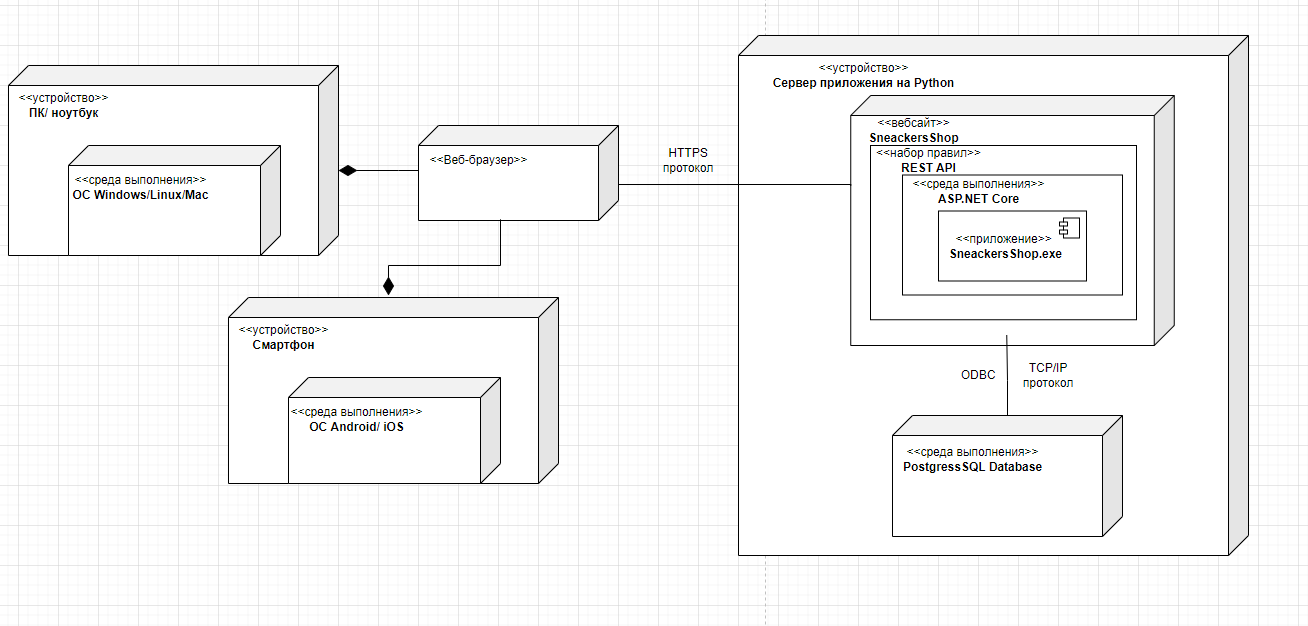 <<устройство>>
ПК/ ноутбук
<<среда выполнения>>
ОС Windows/Linux/Mac
<<Веб-браузер>>
<<устройство>>
Смартфон
<<среда выполнения>>
ОС Android/ iOS
HTTPS
протокол
<<устройство>>
Сервер приложения на Python
<<вебсайт>>
SneackersShop
<<набор правил>>
REST API
<<среда выполнения>>
ASP.NET Core
<<приложение>>
SneackersShop.exe
ODBC
TCP/IP
протокол
<<среда выполнения>>
PostgressSQL Database